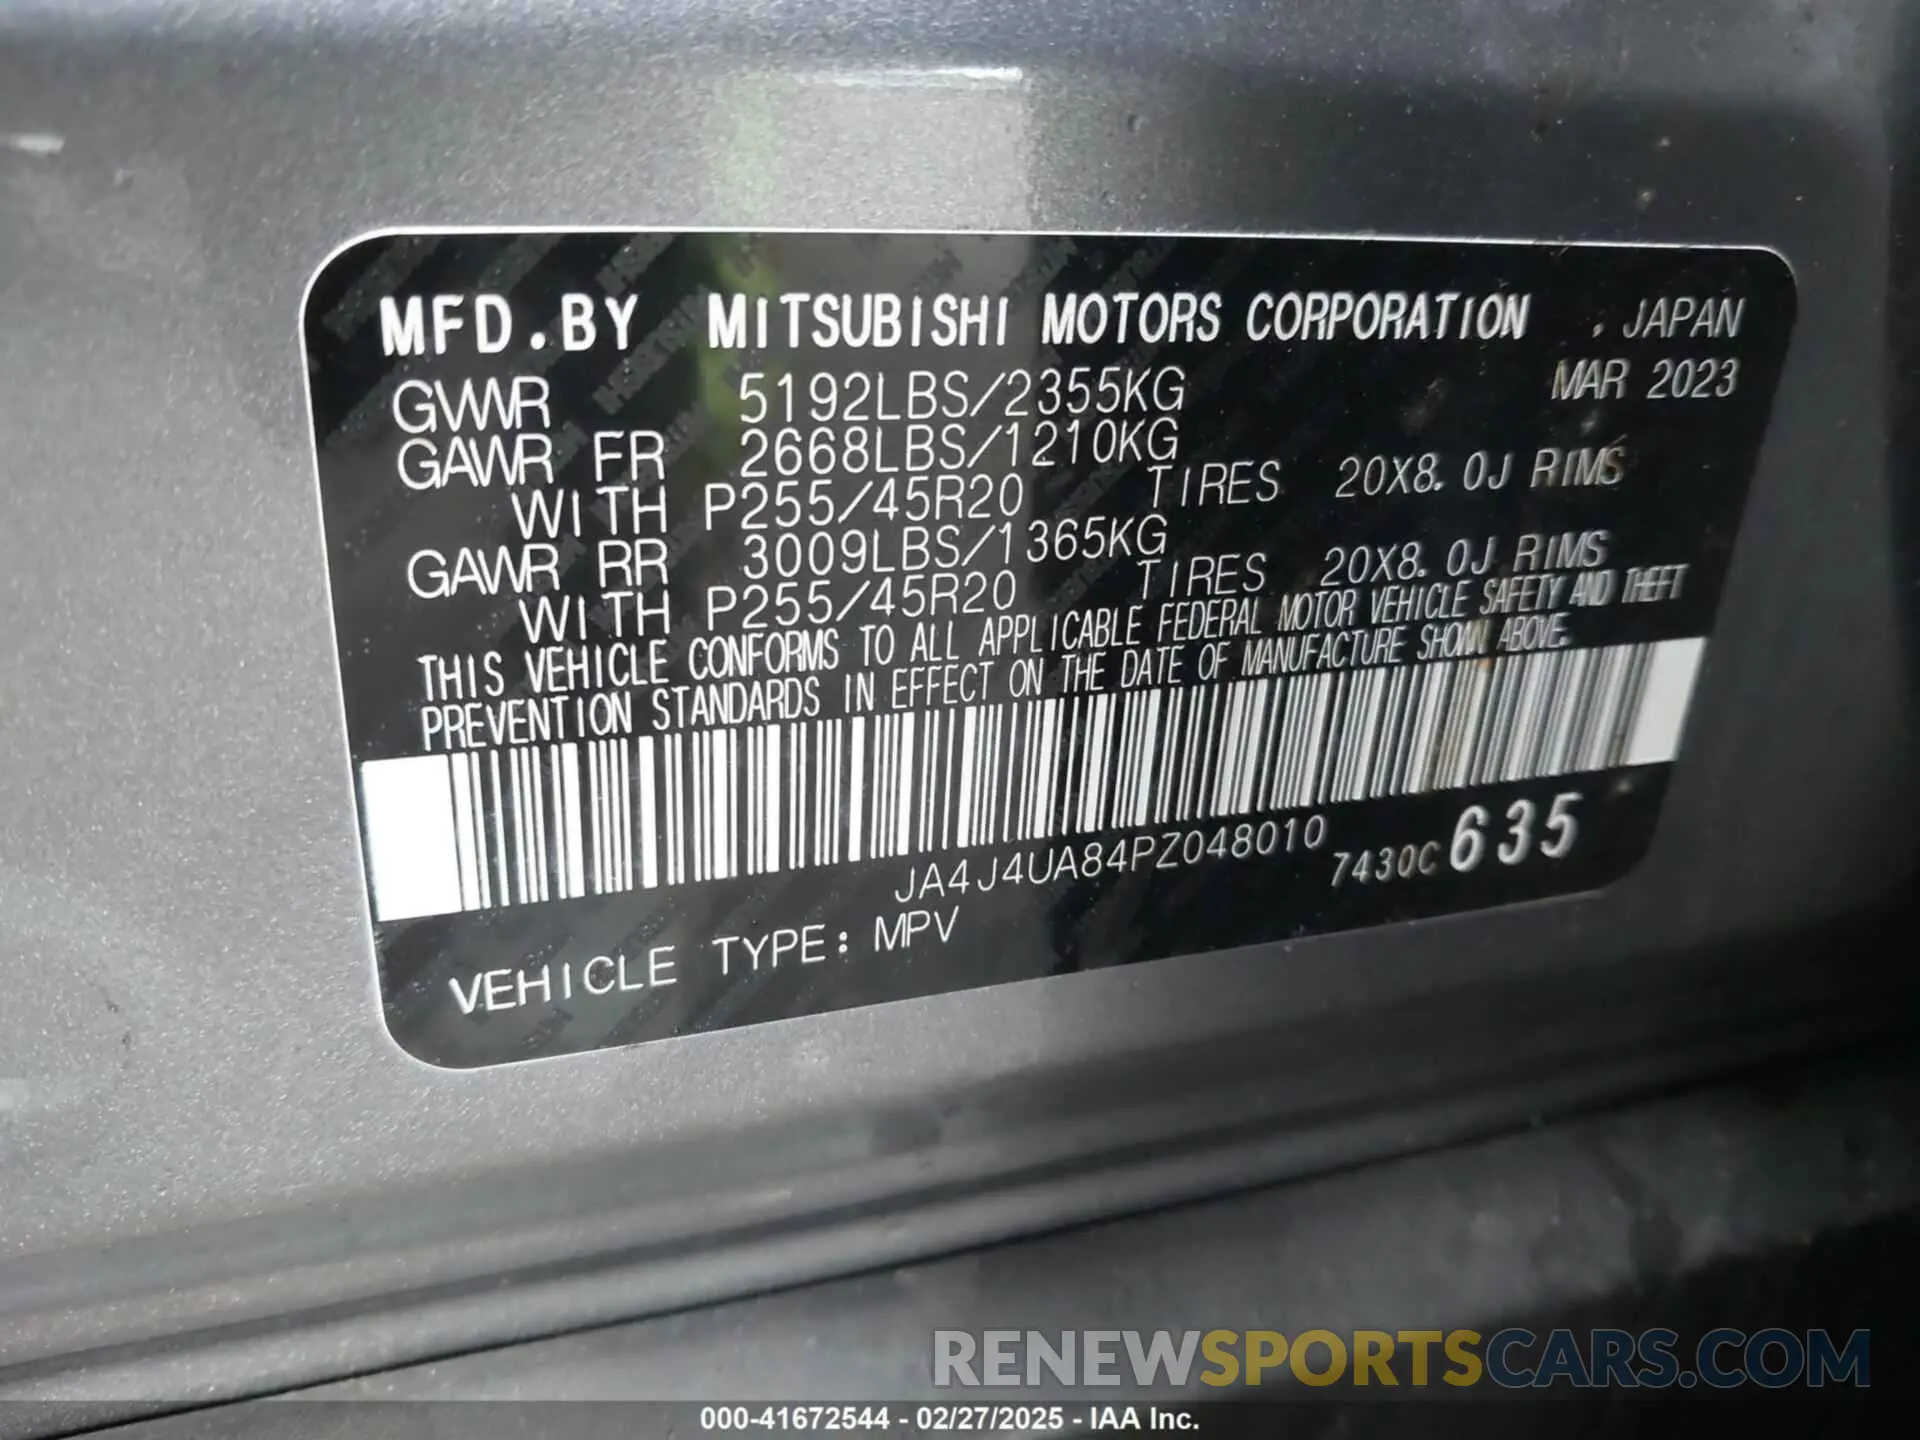 MFD.BY MITSUBISHI MOTORS CORPORATION , JAPAN
GVWR 5192LBS/2355KG MAR 2023
GAWR FR 2668LBS/1210KG
WITH P255/45R20 TIRES 20X8.0J RIMS
GAWR RR 3009LBS/1365KG
WITH P255/45R20 TIRES 20X8.0J RIMS
THIS VEHICLE CONFORMS TO ALL APPLICABLE FEDERAL MOTOR VEHICLE SAFETY AND THEFT
PREVENTION STANDARDS IN EFFECT ON THE DATE OF MANUFACTURE SHOWN ABOVE.
JA4J4UA84PZ048010 7430C635
VEHICLE TYPE: MPV
RENEWSPORTSCARS.COM
000-41672544 - 02/27/2025 - IAA Inc.